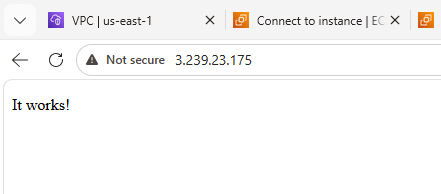 VPC | us-east-1
Connect to instance | EC
Not secure 3.239.23.175
It works!